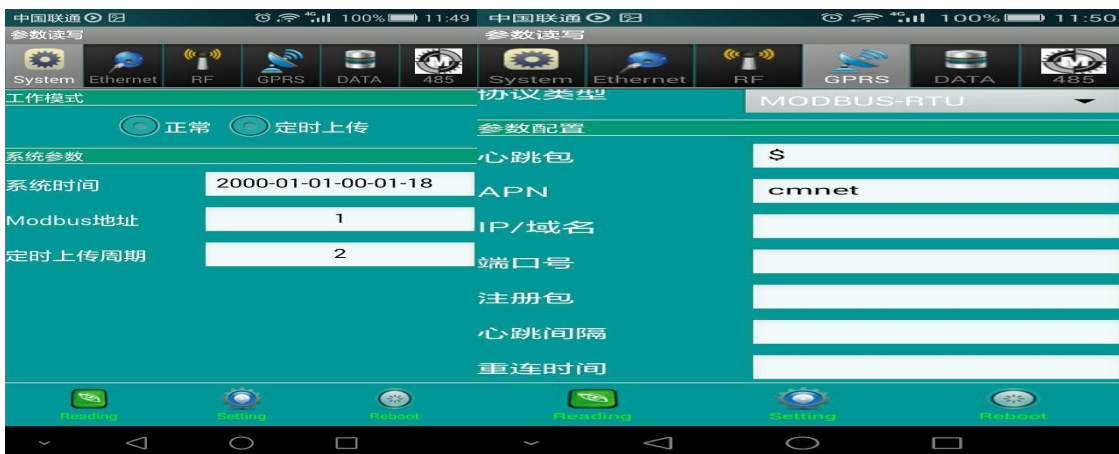 中国联通 4G 100% 11:49
参数读写
System Ethernet RF GPRS DATA 485
工作模式
正常 定时上传
系统参数
系统时间 2000-01-01-00-01-18
Modbus地址 1
定时上传周期 2
Reading Setting Reboot
中国联通 4G 100% 11:50
参数读写
System Ethernet RF GPRS DATA 485
协议类型 MODBUS-RTU
参数配置
心跳包 $
APN cmnet
IP/域名
端口号
注册包
心跳间隔
重连时间
Reading Setting Reboot